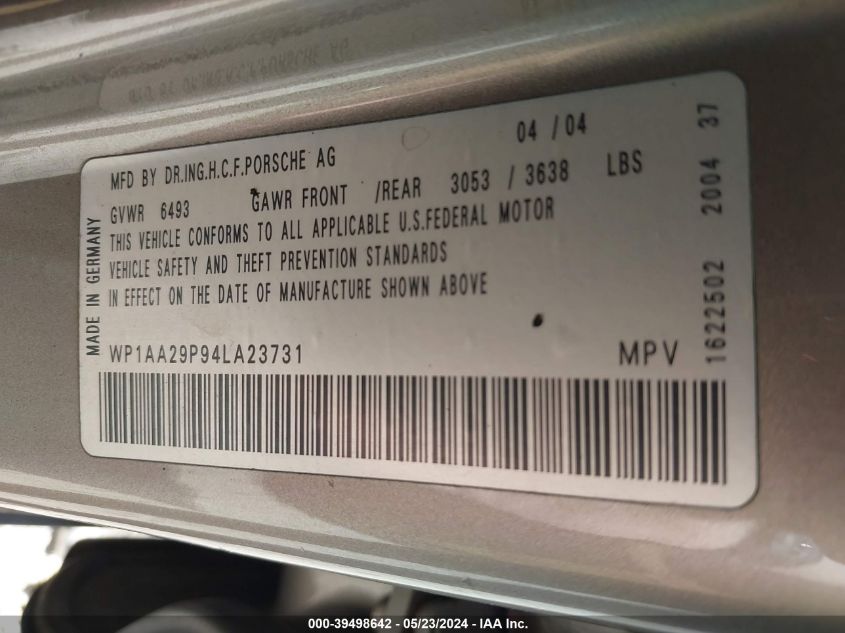 MFD BY DR.ING.H.C.F.PORSCHE AG 04 / 04
GVWR 6493 GAWR FRONT /REAR 3053 / 3638 LBS
THIS VEHICLE CONFORMS TO ALL APPLICABLE U.S.FEDERAL MOTOR
VEHICLE SAFETY AND THEFT PREVENTION STANDARDS
IN EFFECT ON THE DATE OF MANUFACTURE SHOWN ABOVE
WP1AA29P94LA23731 MPV
MADE IN GERMANY
1622502 2004 37
000-39498642 - 05/23/2024 - IAA Inc.